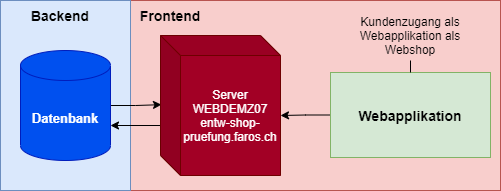 Backend
Frontend
Kundenzugang als
Webapplikation als
Webshop
Datenbank
Server
WEBDEMZ07
entw-shop-
pruefung.faros.ch
Webapplikation